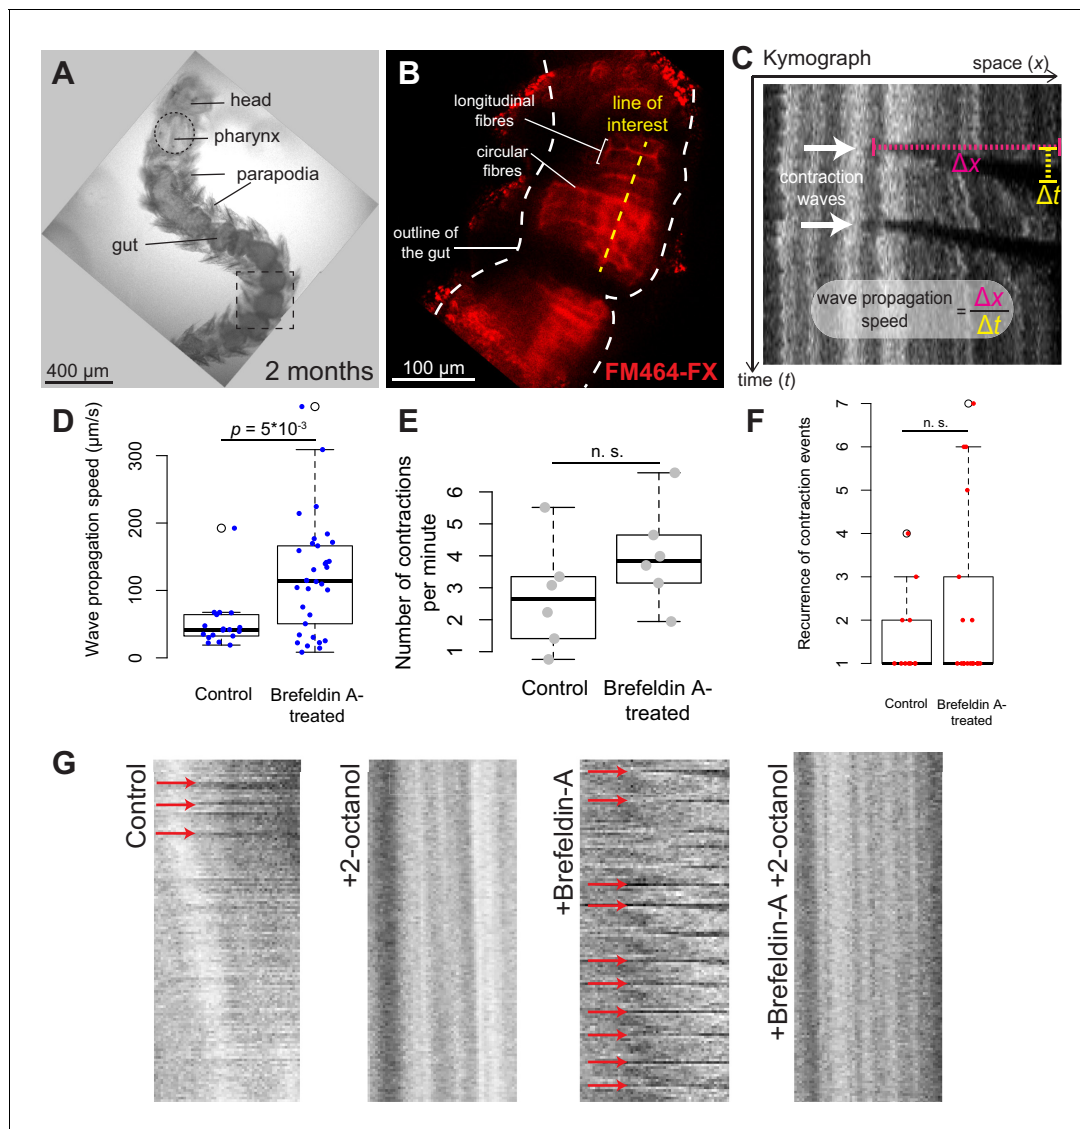 A
head
pharynx
parapodia
gut
400 µm
2 months
B
longitudinal
fibres
line of
interest
circular
fibres
outline of
the gut
100 µm
FM464-FX
C
Kymograph
space (x)
Δx
contraction
waves
Δt
wave propagation
speed
= Δx
Δt
time (t)
D
Wave propagation speed (µm/s)
p = 5*10-3
300
200
100
0
Control
Brefeldin A-
treated
E
Number of contractions
per minute
n. s.
6
5
4
3
2
1
Control
Brefeldin A-
treated
F
Recurrence of contraction events
n. s.
7
6
5
4
3
2
1
Control
Brefeldin A-
treated
G
Control
+2-octanol
+Brefeldin-A
+Brefeldin-A +2-octanol